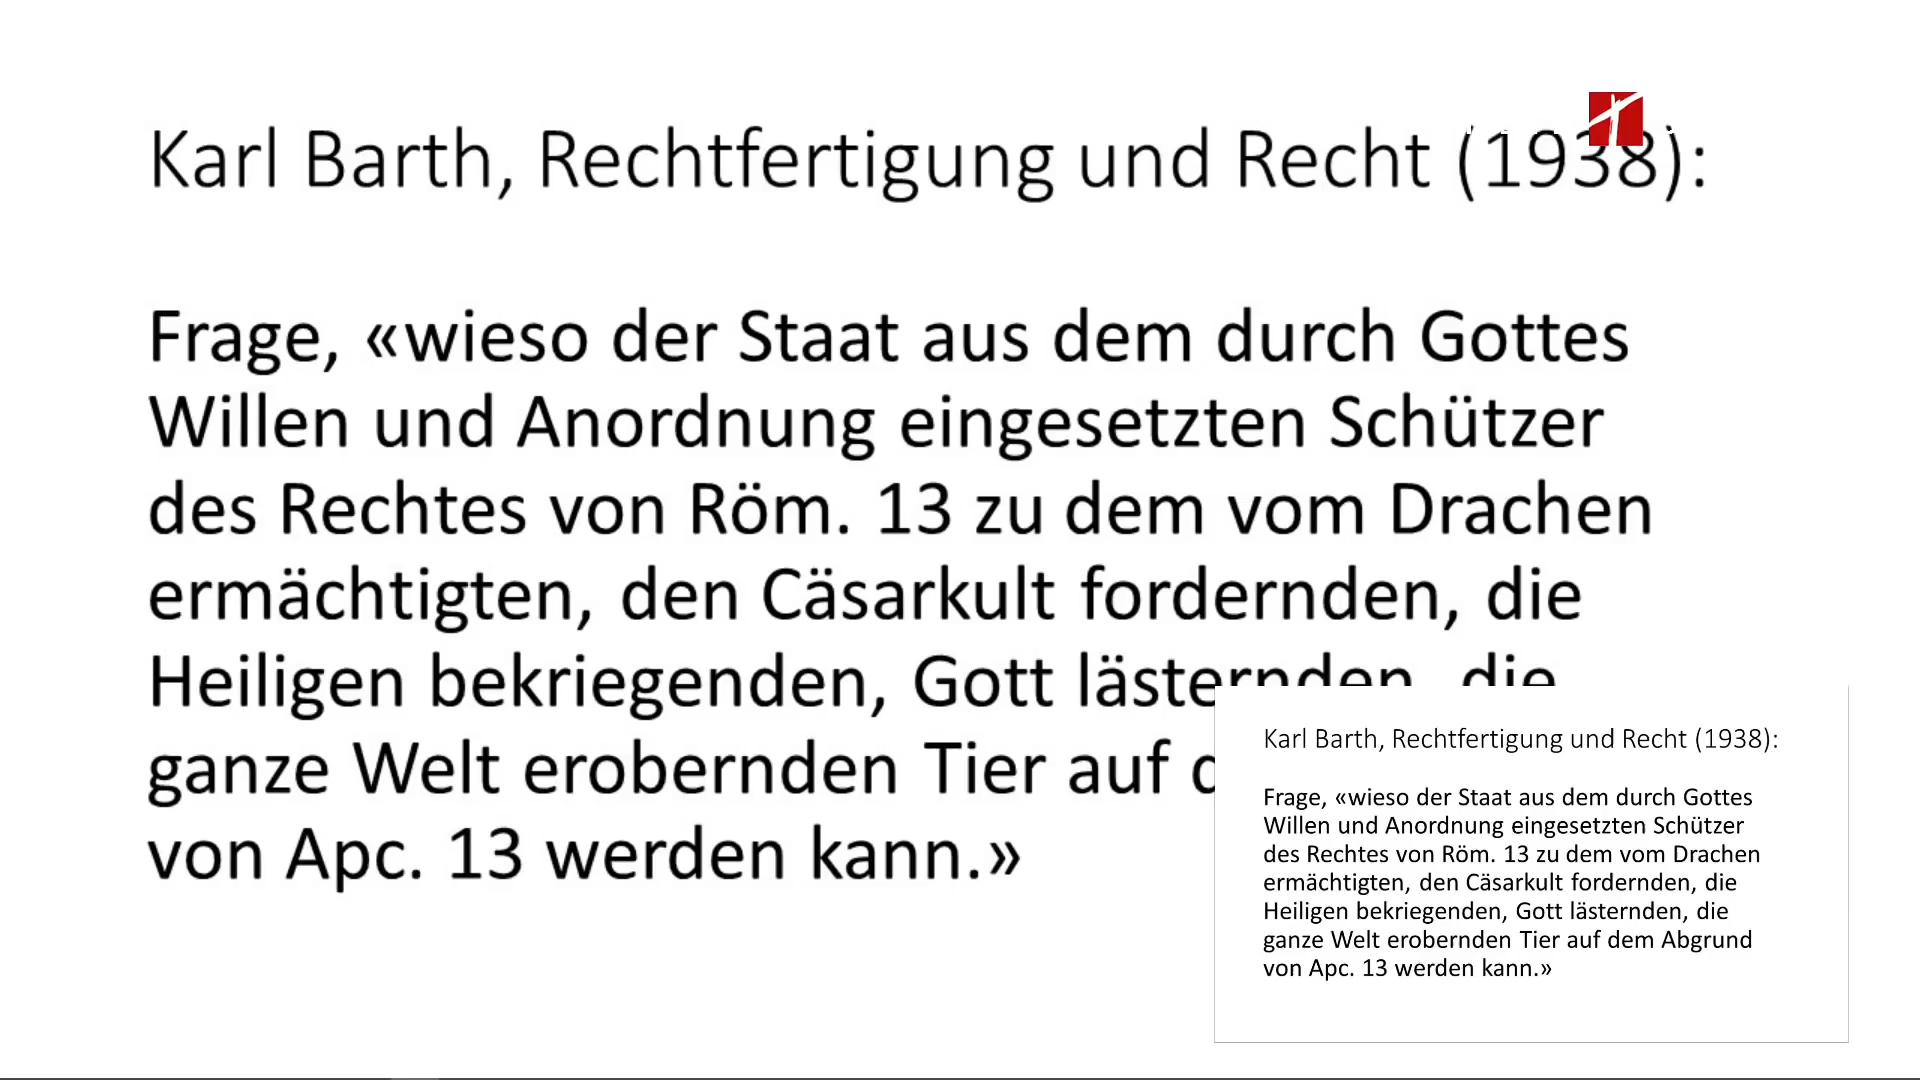 Karl Barth, Rechtfertigung und Recht (1938):
Frage, «wieso der Staat aus dem durch Gottes
Willen und Anordnung eingesetzten Schützer
des Rechtes von Röm. 13 zu dem vom Drachen
ermächtigten, den Cäsarkult fordernden, die
Heiligen bekriegenden, Gott lästernden, die
ganze Welt erobernden Tier auf
von Apc. 13 werden kann.»
Karl Barth, Rechtfertigung und Recht (1938):
Frage, «wieso der Staat aus dem durch Gottes
Willen und Anordnung eingesetzten Schützer
des Rechtes von Röm. 13 zu dem vom Drachen
ermächtigten, den Cäsarkult fordernden, die
Heiligen bekriegenden, Gott lästernden, die
ganze Welt erobernden Tier auf dem Abgrund
von Apc. 13 werden kann.»